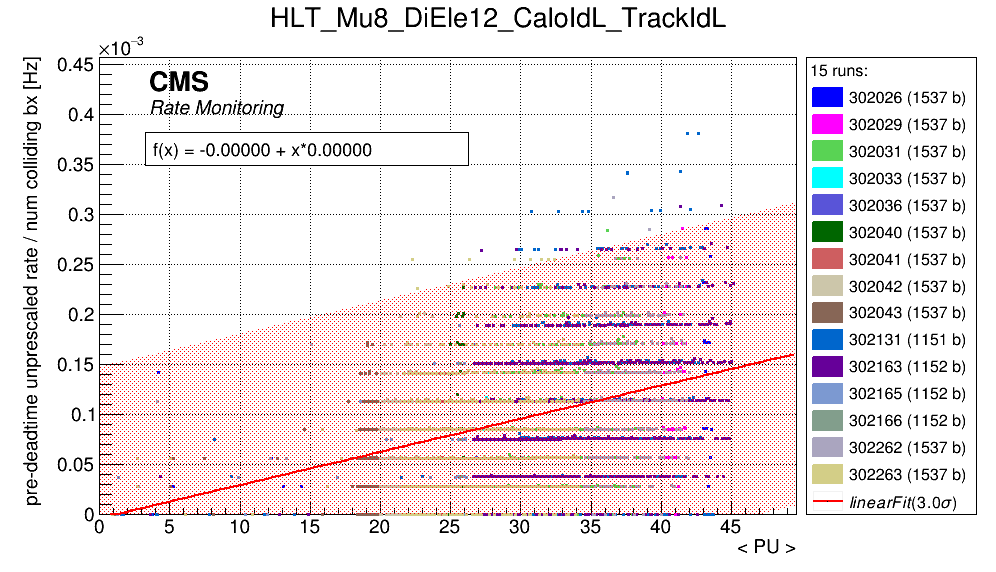 HLT_Mu8_DiEle12_CaloIdL_TrackIdL
×10⁻³
pre-deadtime unprescaled rate / num colliding bx [Hz]
0.45
0.4
0.35
0.3
0.25
0.2
0.15
0.1
0.05
0
CMS
Rate Monitoring
f(x) = -0.00000 + x*0.00000
0 5 10 15 20 25 30 35 40 45
< PU >
15 runs:
302026 (1537 b)
302029 (1537 b)
302031 (1537 b)
302033 (1537 b)
302036 (1537 b)
302040 (1537 b)
302041 (1537 b)
302042 (1537 b)
302043 (1537 b)
302131 (1151 b)
302163 (1152 b)
302165 (1152 b)
302166 (1152 b)
302262 (1537 b)
302263 (1537 b)
linearFit(3.0σ)